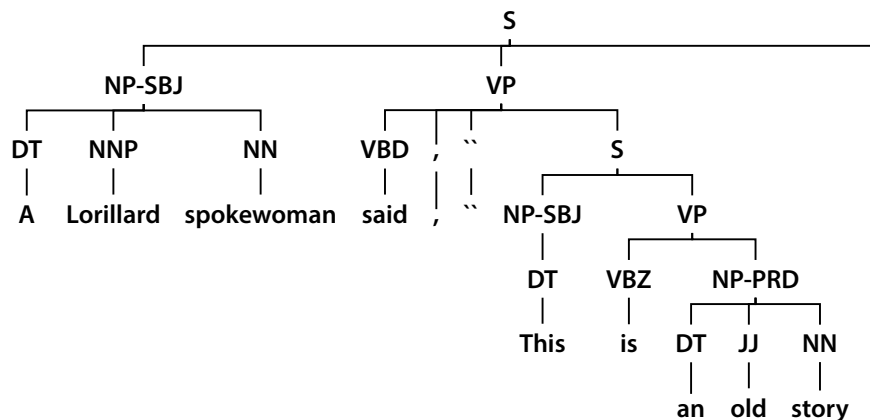 S
NP-SBJ VP
DT NNP NN VBD , `` S
A Lorillard spokewoman said , `` NP-SBJ VP
DT VBZ NP-PRD
This is DT JJ NN
an old story